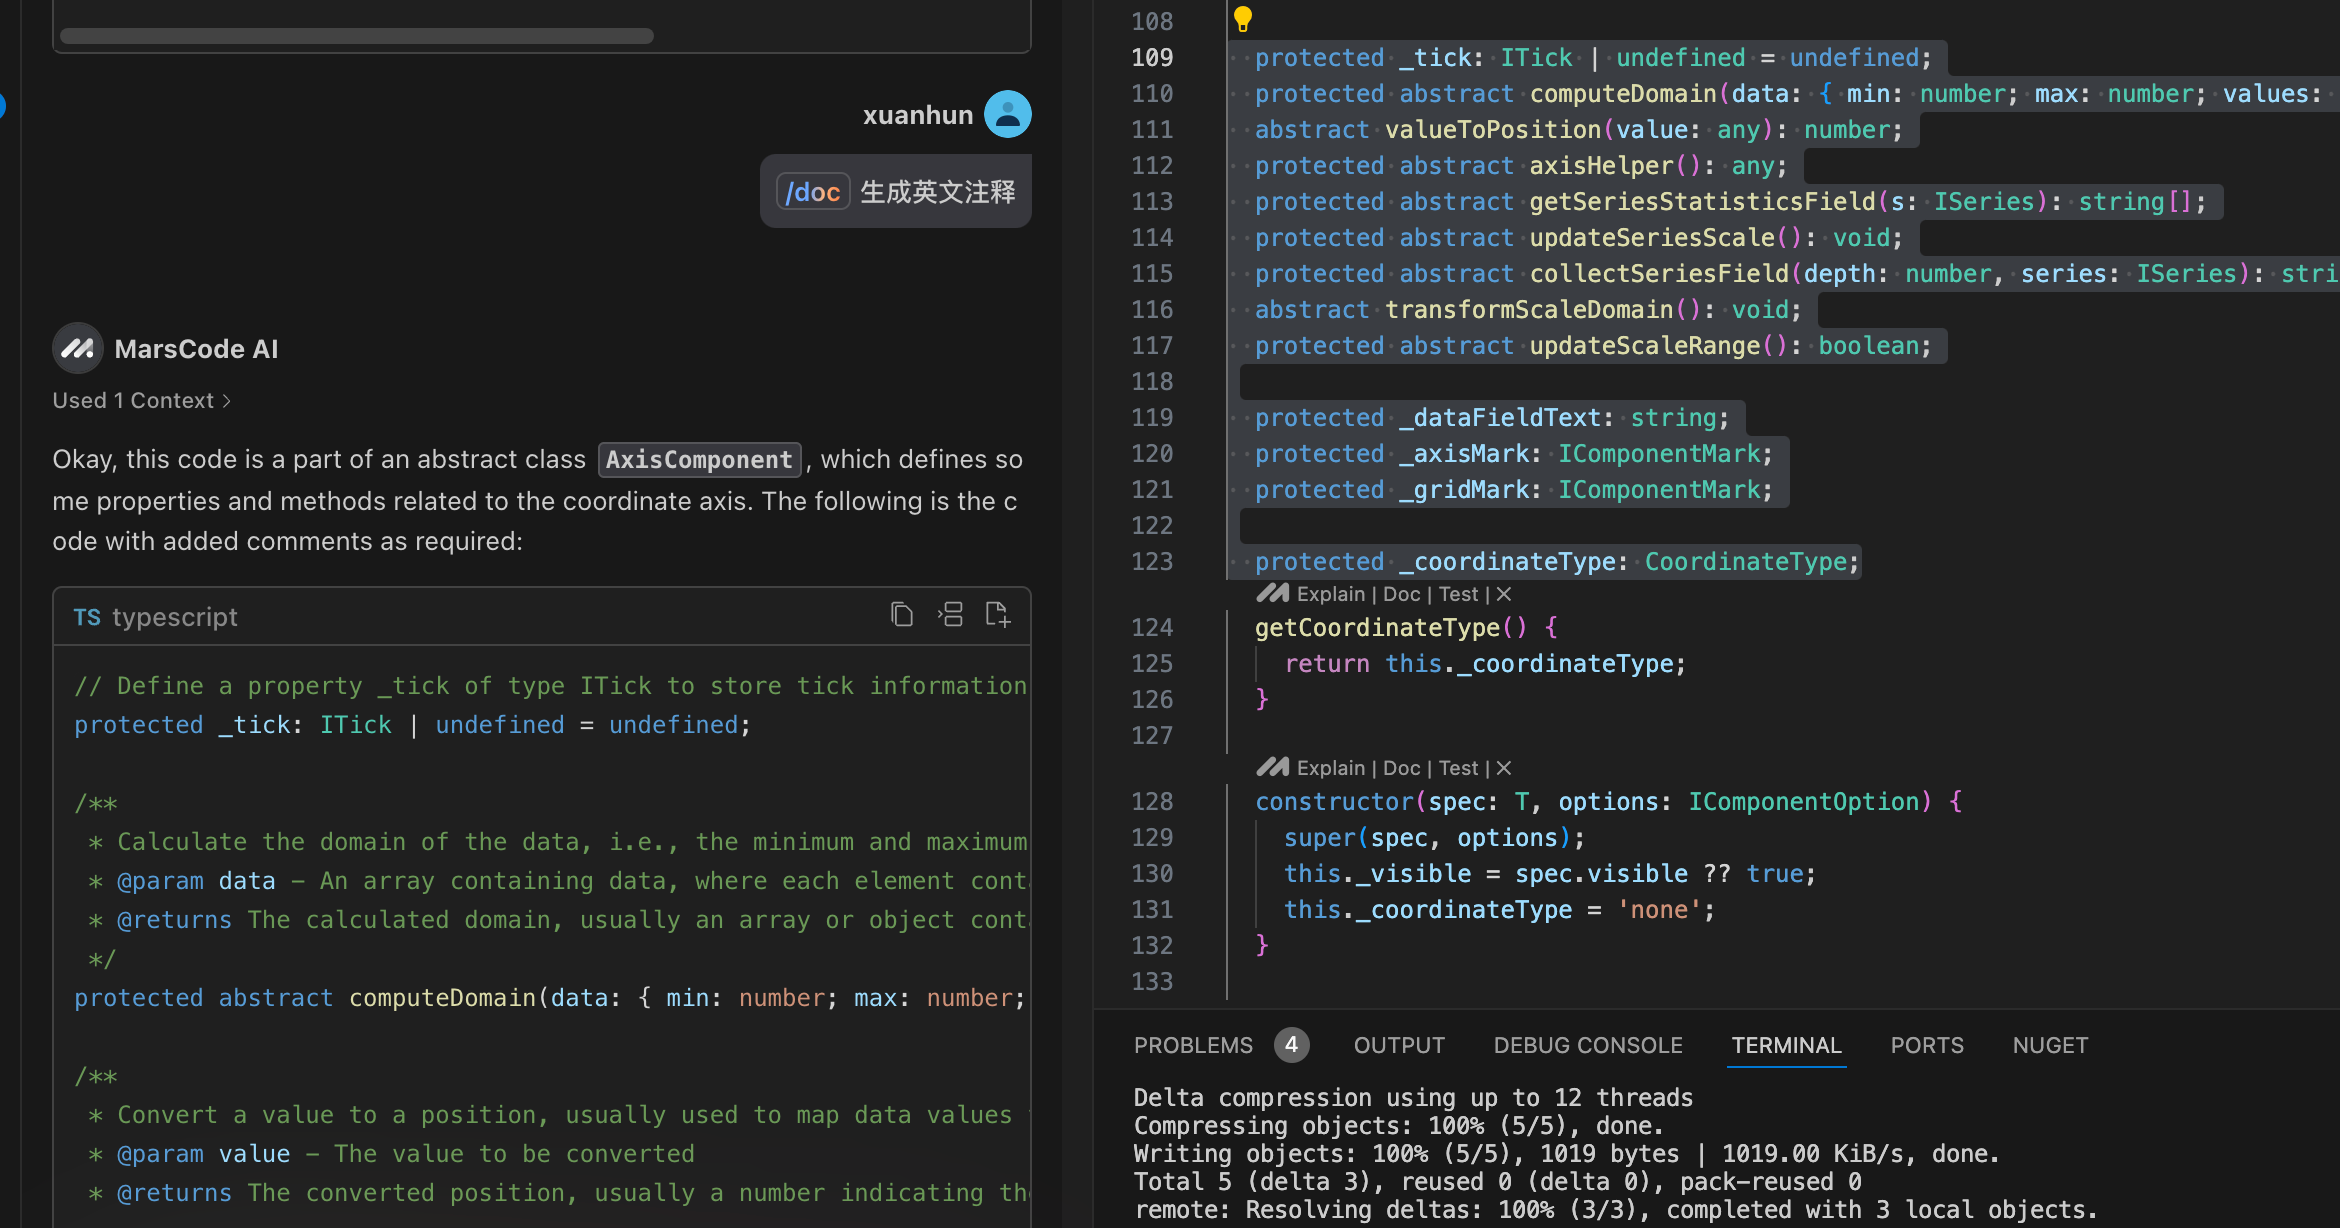 xuanhun
/doc 生成英文注释
MarsCode AI
Used 1 Context >
Okay, this code is a part of an abstract class AxisComponent, which defines so
me properties and methods related to the coordinate axis. The following is the c
ode with added comments as required:
TS typescript
// Define a property _tick of type ITick to store tick information
protected _tick: ITick | undefined = undefined;
/**
* Calculate the domain of the data, i.e., the minimum and maximum
* @param data – An array containing data, where each element cont
* @returns The calculated domain, usually an array or object cont
*/
protected abstract computeDomain(data: { min: number; max: number;
/**
* Convert a value to a position, usually used to map data values
* @param value – The value to be converted
* @returns The converted position, usually a number indicating th
108
109 protected _tick: ITick | undefined = undefined;
110 protected abstract computeDomain(data: { min: number; max: number; values:
111 abstract valueToPosition(value: any): number;
112 protected abstract axisHelper(): any;
113 protected abstract getSeriesStatisticsField(s: ISeries): string[];
114 protected abstract updateSeriesScale(): void;
115 protected abstract collectSeriesField(depth: number, series: ISeries): stri
116 abstract transformScaleDomain(): void;
117 protected abstract updateScaleRange(): boolean;
118
119 protected _dataFieldText: string;
120 protected _axisMark: IComponentMark;
121 protected _gridMark: IComponentMark;
122
123 protected _coordinateType: CoordinateType;
Explain | Doc | Test | X
124 getCoordinateType() {
125 return this._coordinateType;
126 }
127
Explain | Doc | Test | X
128 constructor(spec: T, options: IComponentOption) {
129 super(spec, options);
130 this._visible = spec.visible ?? true;
131 this._coordinateType = 'none';
132 }
133
PROBLEMS 4 OUTPUT DEBUG CONSOLE TERMINAL PORTS NUGET
Delta compression using up to 12 threads
Compressing objects: 100% (5/5), done.
Writing objects: 100% (5/5), 1019 bytes | 1019.00 KiB/s, done.
Total 5 (delta 3), reused 0 (delta 0), pack-reused 0
remote: Resolving deltas: 100% (3/3), completed with 3 local objects.